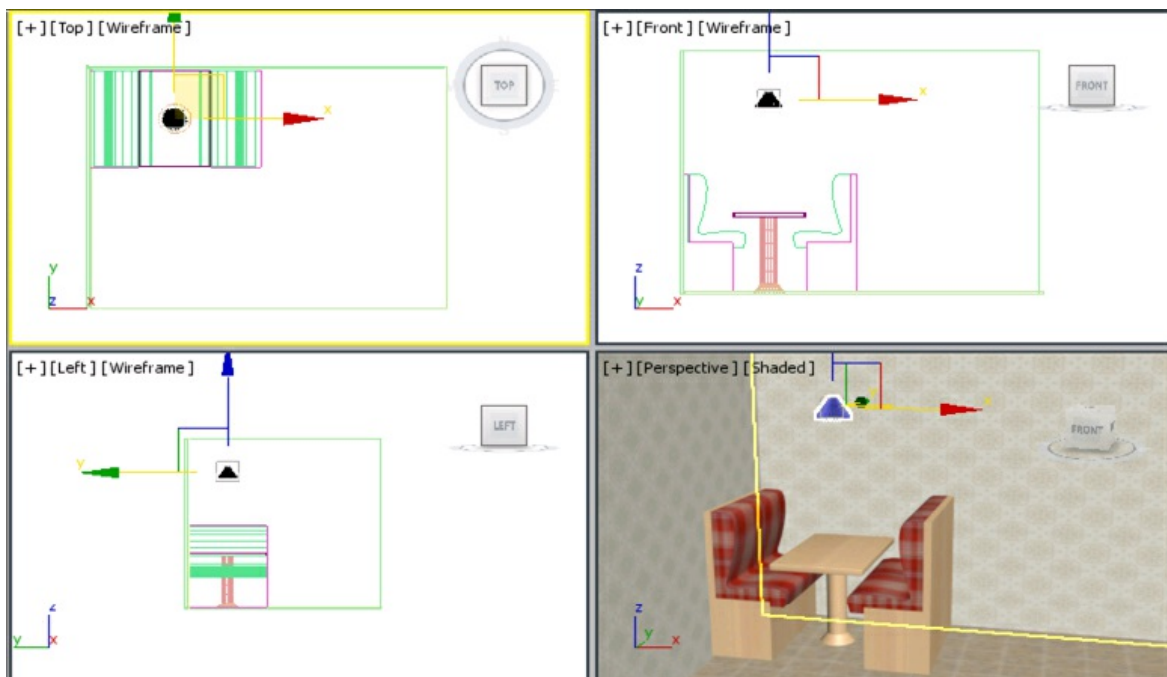 [+] [Top] [Wireframe]
TOP
x
y
z
x
[+] [Front] [Wireframe]
FRONT
x
z
y
x
[+] [Left] [Wireframe]
LEFT
y
z
y
x
[+] [Perspective] [Shaded]
FRONT
x
z
y
x